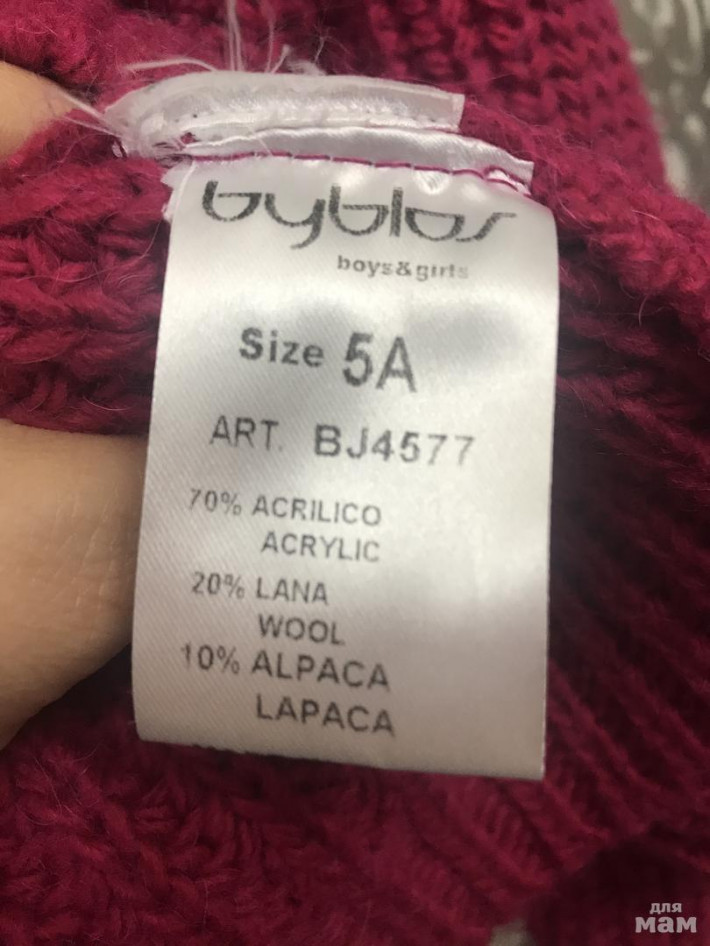 byblos
boys&girls
Size 5A
ART. BJ4577
70% ACRILICO
ACRYLIC
20% LANA
WOOL
10% ALPACA
LAPACA
для
мам